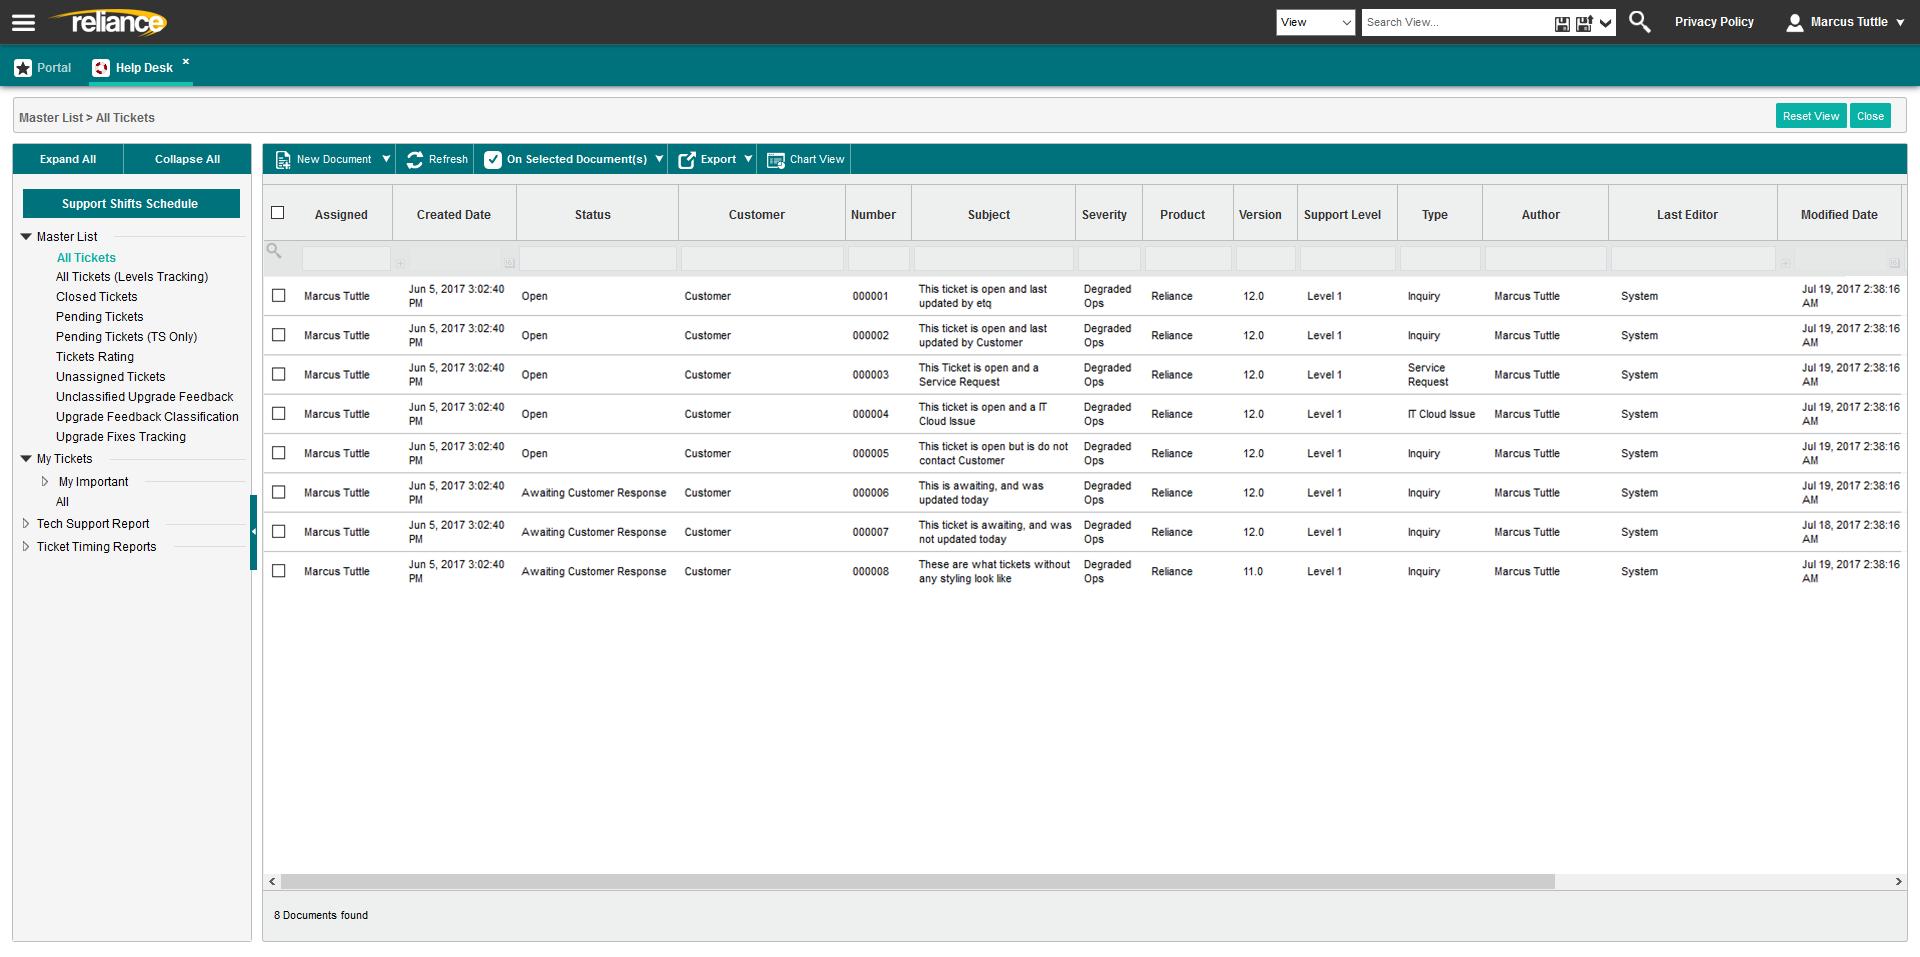 reliance
View
Search View...
Privacy Policy
Marcus Tuttle
Portal
Help Desk
Master List > All Tickets
Reset View
Close
Expand All
Collapse All
Support Shifts Schedule
Master List
All Tickets
All Tickets (Levels Tracking)
Closed Tickets
Pending Tickets
Pending Tickets (TS Only)
Tickets Rating
Unassigned Tickets
Unclassified Upgrade Feedback
Upgrade Feedback Classification
Upgrade Fixes Tracking
My Tickets
My Important
All
Tech Support Report
Ticket Timing Reports
New Document
Refresh
On Selected Document(s)
Export
Chart View
Assigned Created Date Status Customer Number Subject Severity Product Version Support Level Type Author Last Editor Modified Date
Marcus Tuttle Jun 5, 2017 3:02:40 PM Open Customer 000001 This ticket is open and last updated by etq Degraded Ops Reliance 12.0 Level 1 Inquiry Marcus Tuttle System Jul 19, 2017 2:38:16 AM
Marcus Tuttle Jun 5, 2017 3:02:40 PM Open Customer 000002 This ticket is open and last updated by Customer Degraded Ops Reliance 12.0 Level 1 Inquiry Marcus Tuttle System Jul 19, 2017 2:38:16 AM
Marcus Tuttle Jun 5, 2017 3:02:40 PM Open Customer 000003 This Ticket is open and a Service Request Degraded Ops Reliance 12.0 Level 1 Service Request Marcus Tuttle System Jul 19, 2017 2:38:16 AM
Marcus Tuttle Jun 5, 2017 3:02:40 PM Open Customer 000004 This ticket is open and a IT Cloud Issue Degraded Ops Reliance 12.0 Level 1 IT Cloud Issue Marcus Tuttle System Jul 19, 2017 2:38:16 AM
Marcus Tuttle Jun 5, 2017 3:02:40 PM Open Customer 000005 This ticket is open but is do not contact Customer Degraded Ops Reliance 12.0 Level 1 Inquiry Marcus Tuttle System Jul 19, 2017 2:38:16 AM
Marcus Tuttle Jun 5, 2017 3:02:40 PM Awaiting Customer Response Customer 000006 This is awaiting, and was updated today Degraded Ops Reliance 12.0 Level 1 Inquiry Marcus Tuttle System Jul 19, 2017 2:38:16 AM
Marcus Tuttle Jun 5, 2017 3:02:40 PM Awaiting Customer Response Customer 000007 This ticket is awaiting, and was not updated today Degraded Ops Reliance 12.0 Level 1 Inquiry Marcus Tuttle System Jul 18, 2017 2:38:16 AM
Marcus Tuttle Jun 5, 2017 3:02:40 PM Awaiting Customer Response Customer 000008 These are what tickets without any styling look like Degraded Ops Reliance 11.0 Level 1 Inquiry Marcus Tuttle System Jul 19, 2017 2:38:16 AM
8 Documents found